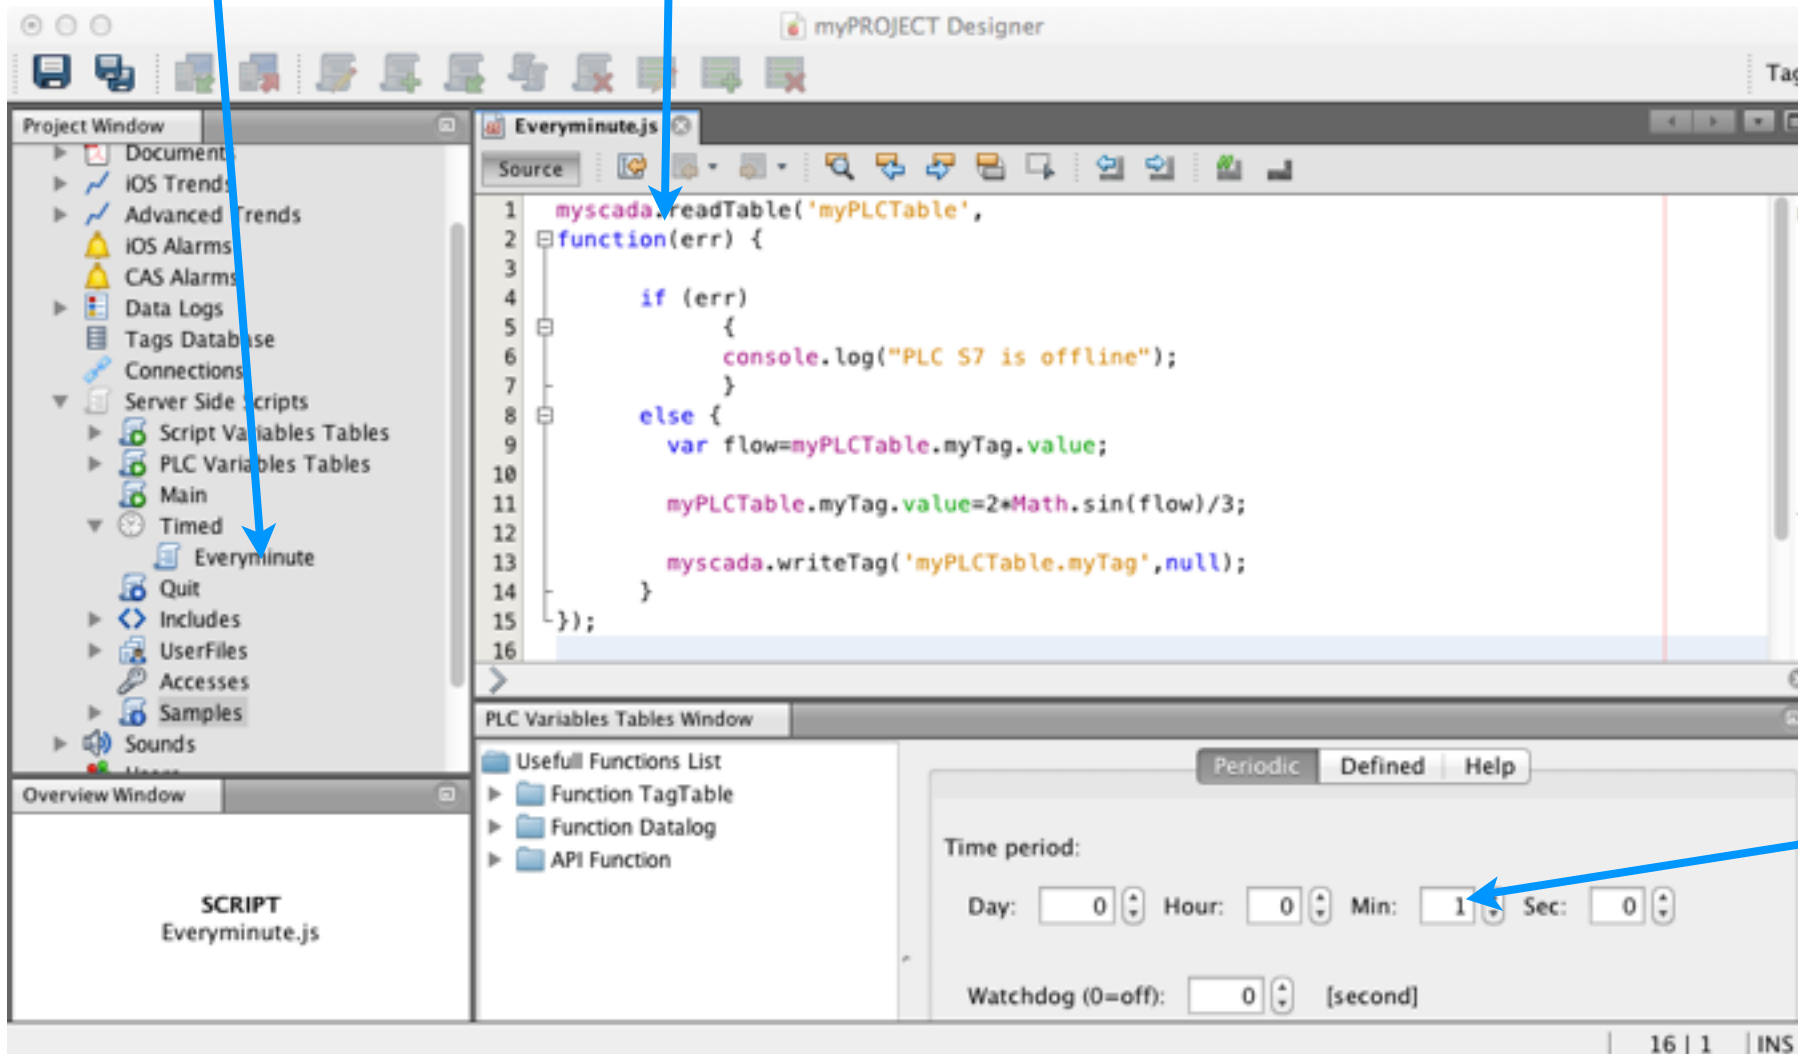 myPROJECT Designer
Tag
Project Window
Documents
iOS Trends
Advanced Trends
iOS Alarms
CAS Alarms
Data Logs
Tags Database
Connections
Server Side Scripts
Script Variables Tables
PLC Variables Tables
Main
Timed
Everyminute
Quit
Includes
UserFiles
Accesses
Samples
Sounds
Overview Window
SCRIPT
Everyminute.js
Everyminute.js
Source
1 myscada.readTable('myPLCTable',
2 function(err) {
3
4 if (err)
5 {
6 console.log("PLC S7 is offline");
7 }
8 else {
9 var flow=myPLCTable.myTag.value;
10
11 myPLCTable.myTag.value=2*Math.sin(flow)/3;
12
13 myscada.writeTag('myPLCTable.myTag',null);
14 }
15 });
16
PLC Variables Tables Window
Usefull Functions List
Function TagTable
Function Datalog
API Function
Periodic Defined Help
Time period:
Day: 0 Hour: 0 Min: 1 Sec: 0
Watchdog (0=off): 0 [second]
16 | 1 INS